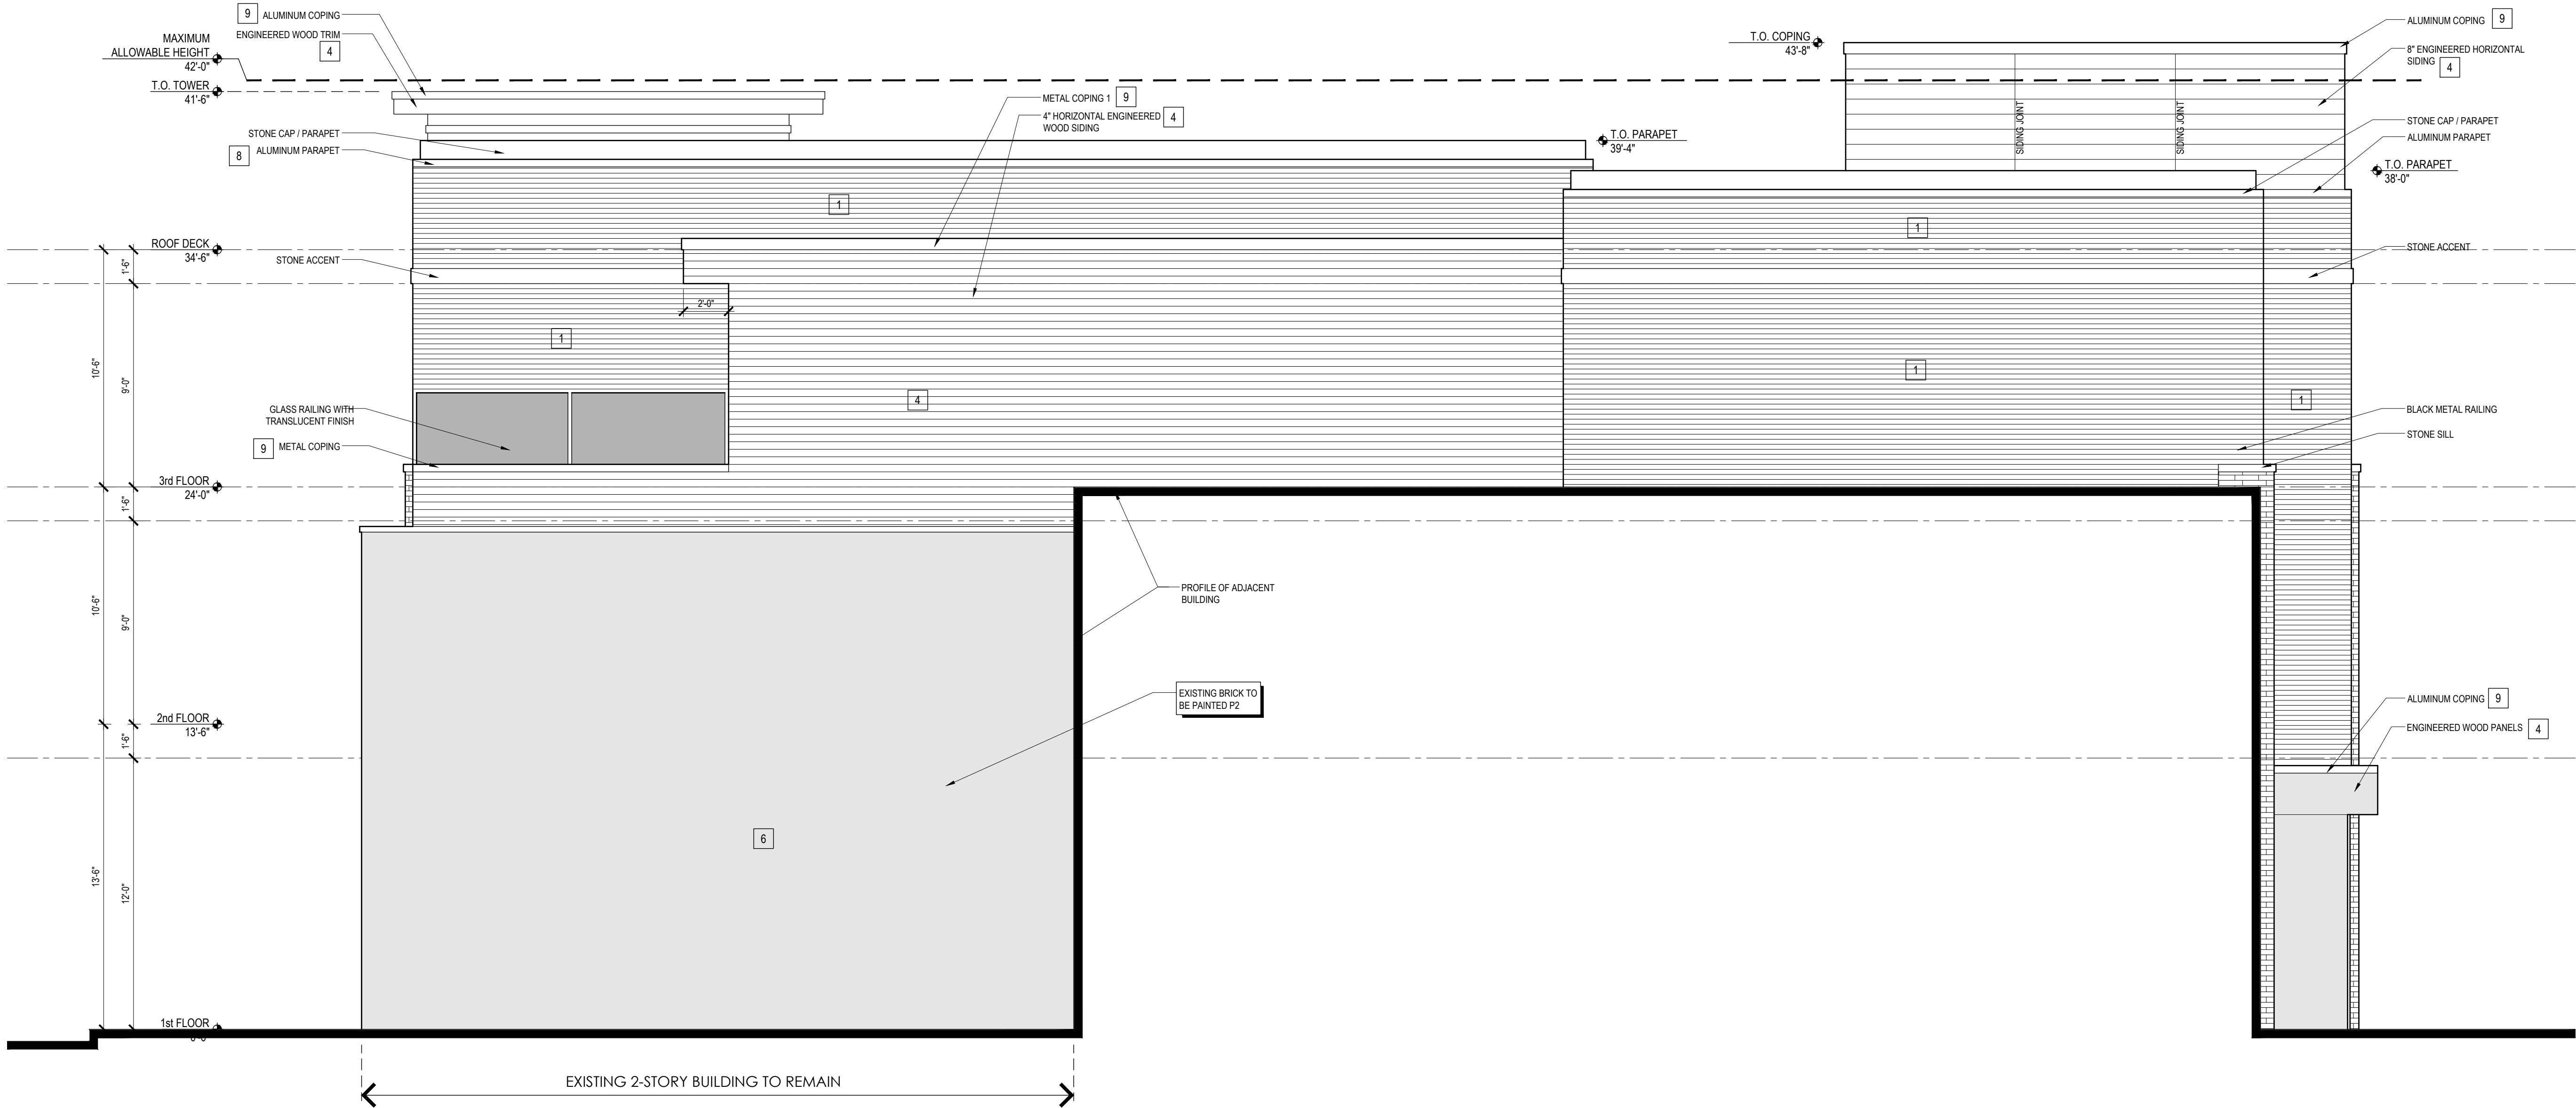 9 ALUMINUM COPING
ENGINEERED WOOD TRIM
4
MAXIMUM
ALLOWABLE HEIGHT
42'-0"
T.O. TOWER
41'-6"
STONE CAP / PARAPET
8 ALUMINUM PARAPET
ROOF DECK
34'-6"
STONE ACCENT
GLASS RAILING WITH
TRANSLUCENT FINISH
9 METAL COPING
3rd FLOOR
24'-0"
2nd FLOOR
13'-6"
1st FLOOR
1'-6"
10'-6"
9'-0"
1'-6"
10'-6"
9'-0"
1'-6"
13'-6"
12'-0"
METAL COPING 1 9
4" HORIZONTAL ENGINEERED 4
WOOD SIDING
1
2'-0"
1
4
6
PROFILE OF ADJACENT
BUILDING
EXISTING BRICK TO
BE PAINTED P2
EXISTING 2-STORY BUILDING TO REMAIN
T.O. PARAPET
39'-4"
T.O. COPING
43'-8"
SIDING JOINT
SIDING JOINT
1
1
1
ALUMINUM COPING 9
8" ENGINEERED HORIZONTAL
SIDING 4
STONE CAP / PARAPET
ALUMINUM PARAPET
T.O. PARAPET
38'-0"
STONE ACCENT
BLACK METAL RAILING
STONE SILL
ALUMINUM COPING 9
ENGINEERED WOOD PANELS 4